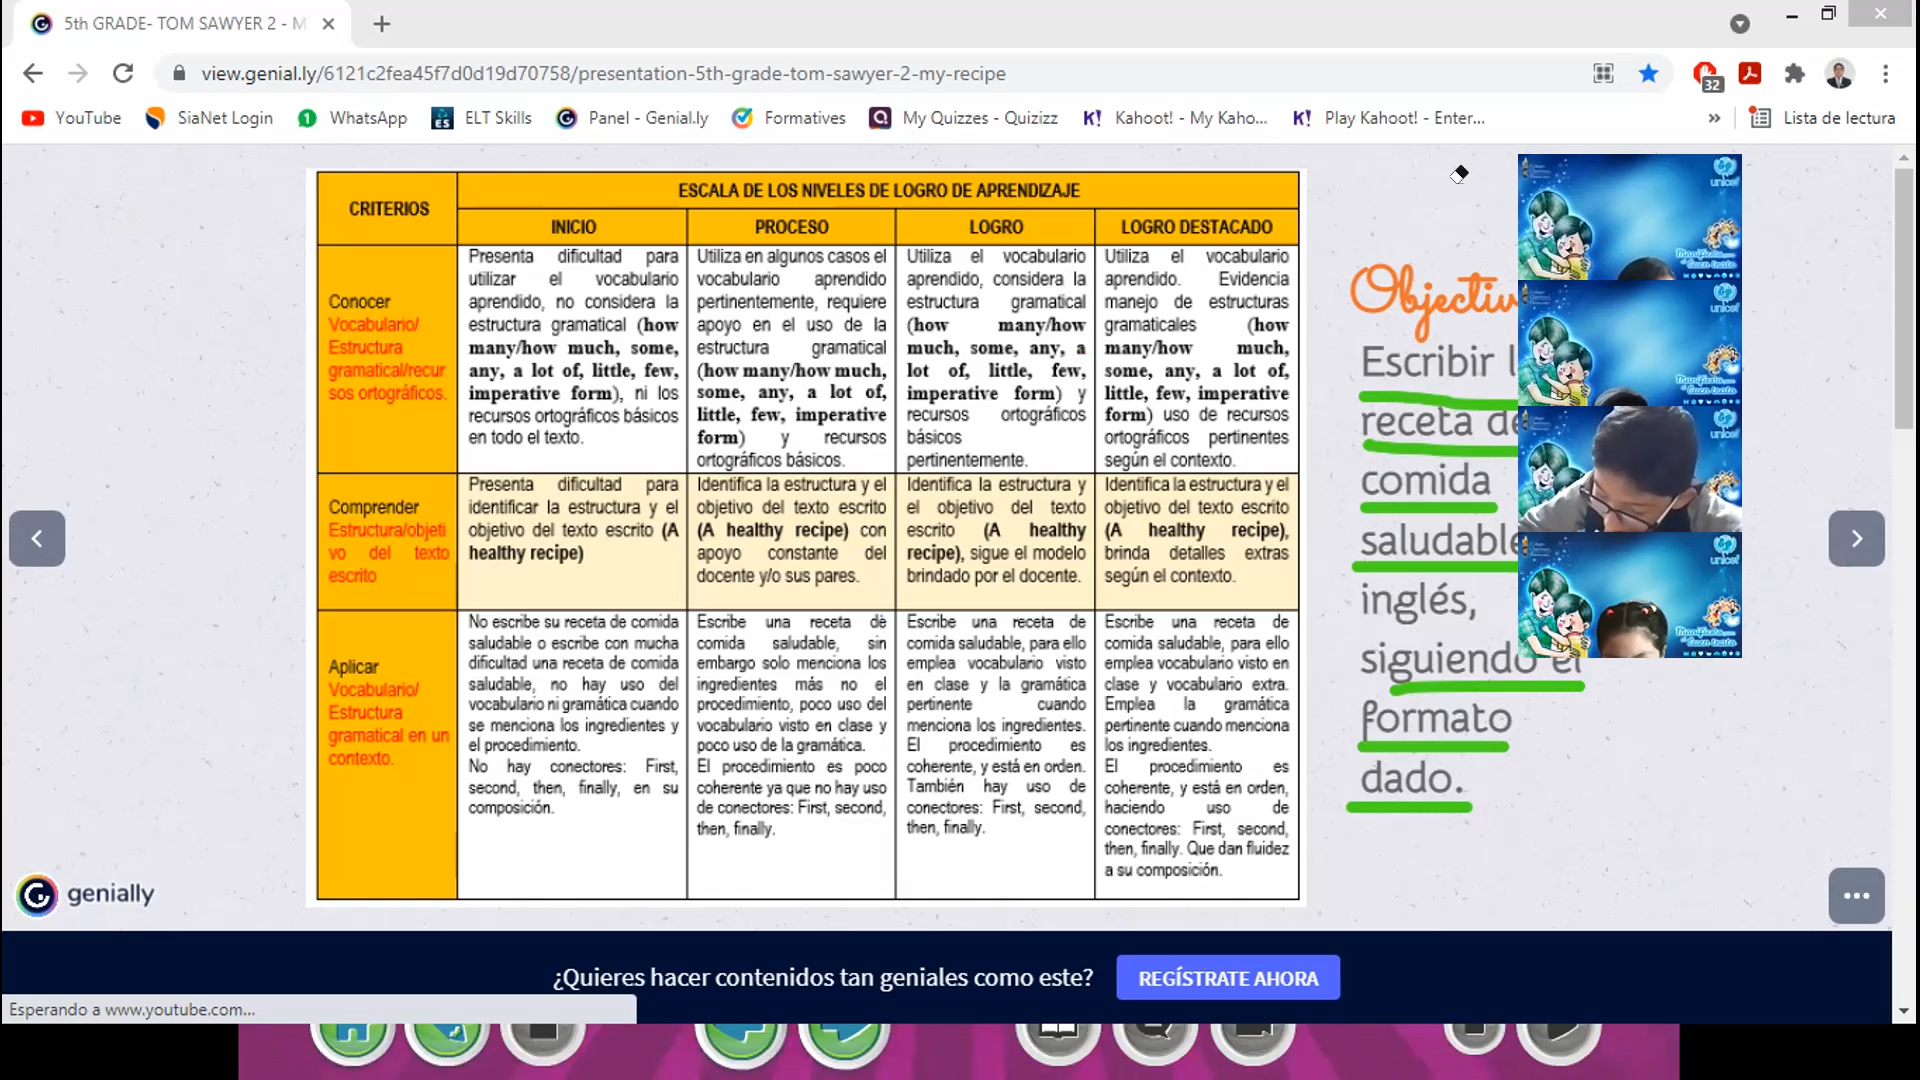 5th GRADE- TOM SAWYER 2 - M
view.genial.ly/6121c2fea45f7d0d19d70758/presentation-5th-grade-tom-sawyer-2-my-recipe
32
YouTube
SiaNet Login
WhatsApp
ELT Skills
Panel - Genial.ly
Formatives
My Quizzes - Quizizz
Kahoot! - My Kaho...
Play Kahoot! - Enter...
»
Lista de lectura
CRITERIOS
ESCALA DE LOS NIVELES DE LOGRO DE APRENDIZAJE
INICIO
PROCESO
LOGRO
LOGRO DESTACADO
Conocer
Vocabulario/
Estructura
gramatical/recur
sos ortográficos.
Presenta dificultad para
utilizar el vocabulario
aprendido, no considera la
estructura gramatical (how
many/how much, some,
any, a lot of, little, few,
imperative form), ni los
recursos ortográficos básicos
en todo el texto.
Utiliza en algunos casos el
vocabulario aprendido
pertinentemente, requiere
apoyo en el uso de la
estructura gramatical
(how many/how much,
some, any, a lot of,
little, few, imperative
form) y recursos
ortográficos básicos.
Utiliza el vocabulario
aprendido, considera la
estructura gramatical
(how many/how
much, some, any, a
lot of, little, few,
imperative form) y
recursos ortográficos
básicos
pertinentemente.
Utiliza el vocabulario
aprendido. Evidencia
manejo de estructuras
gramaticales (how
many/how much,
some, any, a lot of,
little, few, imperative
form) uso de recursos
ortográficos pertinentes
según el contexto.
Comprender
Estructura/objeti
vo del texto
escrito
Presenta dificultad para
identificar la estructura y el
objetivo del texto escrito (A
healthy recipe)
Identifica la estructura y el
objetivo del texto escrito
(A healthy recipe) con
apoyo constante del
docente y/o sus pares.
Identifica la estructura y
el objetivo del texto
escrito (A healthy
recipe), sigue el modelo
brindado por el docente.
Identifica la estructura y el
objetivo del texto escrito
(A healthy recipe),
brinda detalles extras
según el contexto.
Aplicar
Vocabulario/
Estructura
gramatical en un
contexto.
No escribe su receta de comida
saludable o escribe con mucha
dificultad una receta de comida
saludable, no hay uso del
vocabulario ni gramática cuando
se menciona los ingredientes y
el procedimiento.
No hay conectores: First,
second, then, finally, en su
composición.
Escribe una receta de
comida saludable, sin
embargo solo menciona los
ingredientes más no el
procedimiento, poco uso del
vocabulario visto en clase y
poco uso de la gramática.
El procedimiento es poco
coherente ya que no hay uso
de conectores: First, second,
then, finally.
Escribe una receta de
comida saludable, para ello
emplea vocabulario visto
en clase y la gramática
pertinente cuando
menciona los ingredientes.
El procedimiento es
coherente, y está en orden.
También hay uso de
conectores: First, second,
then, finally.
Escribe una receta de
comida saludable, para ello
emplea vocabulario visto en
clase y vocabulario extra.
Emplea la gramática
pertinente cuando menciona
los ingredientes.
El procedimiento es
coherente, y está en orden,
haciendo uso de
conectores: First, second,
then, finally. Que dan fluidez
a su composición.
Objectiv
Escribir l
receta de
comida
saludable
inglés,
siguiendo el
formato
dado.
unicef
unicef
unicef
unicef
genially
¿Quieres hacer contenidos tan geniales como este?
REGÍSTRATE AHORA
Esperando a www.youtube.com...